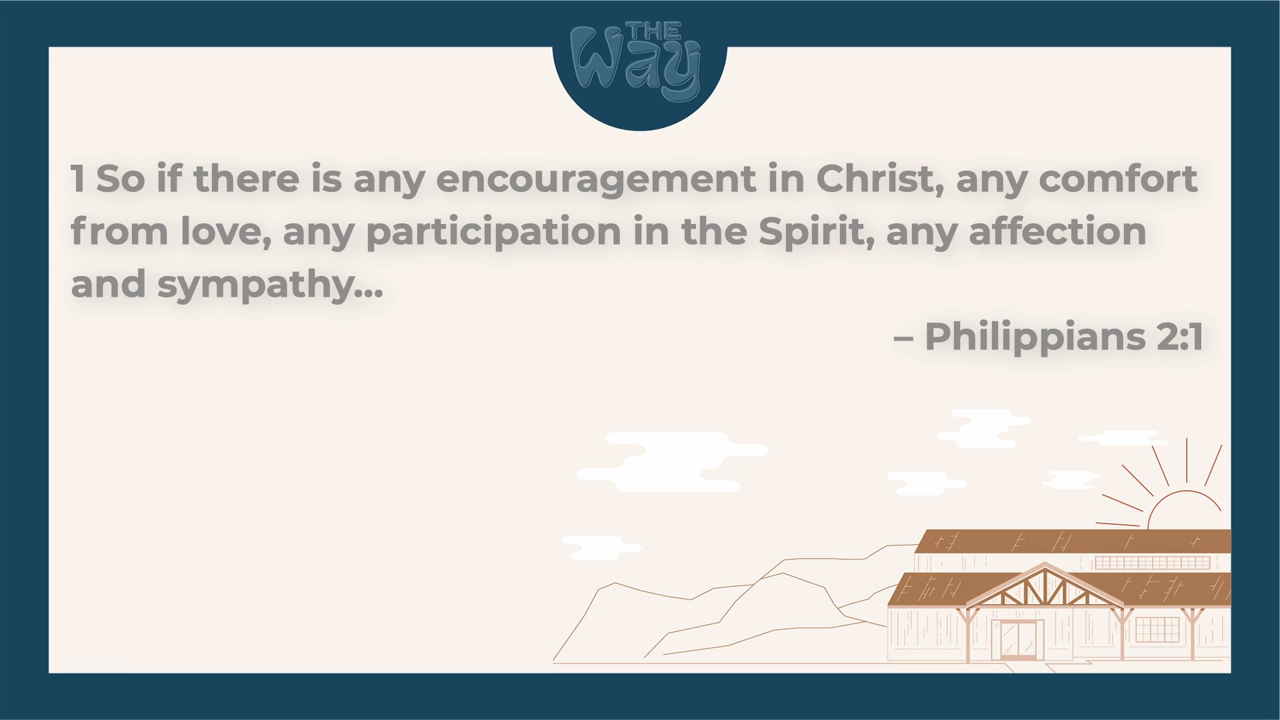 THE
Way
1 So if there is any encouragement in Christ, any comfort
from love, any participation in the Spirit, any affection
and sympathy...
– Philippians 2:1